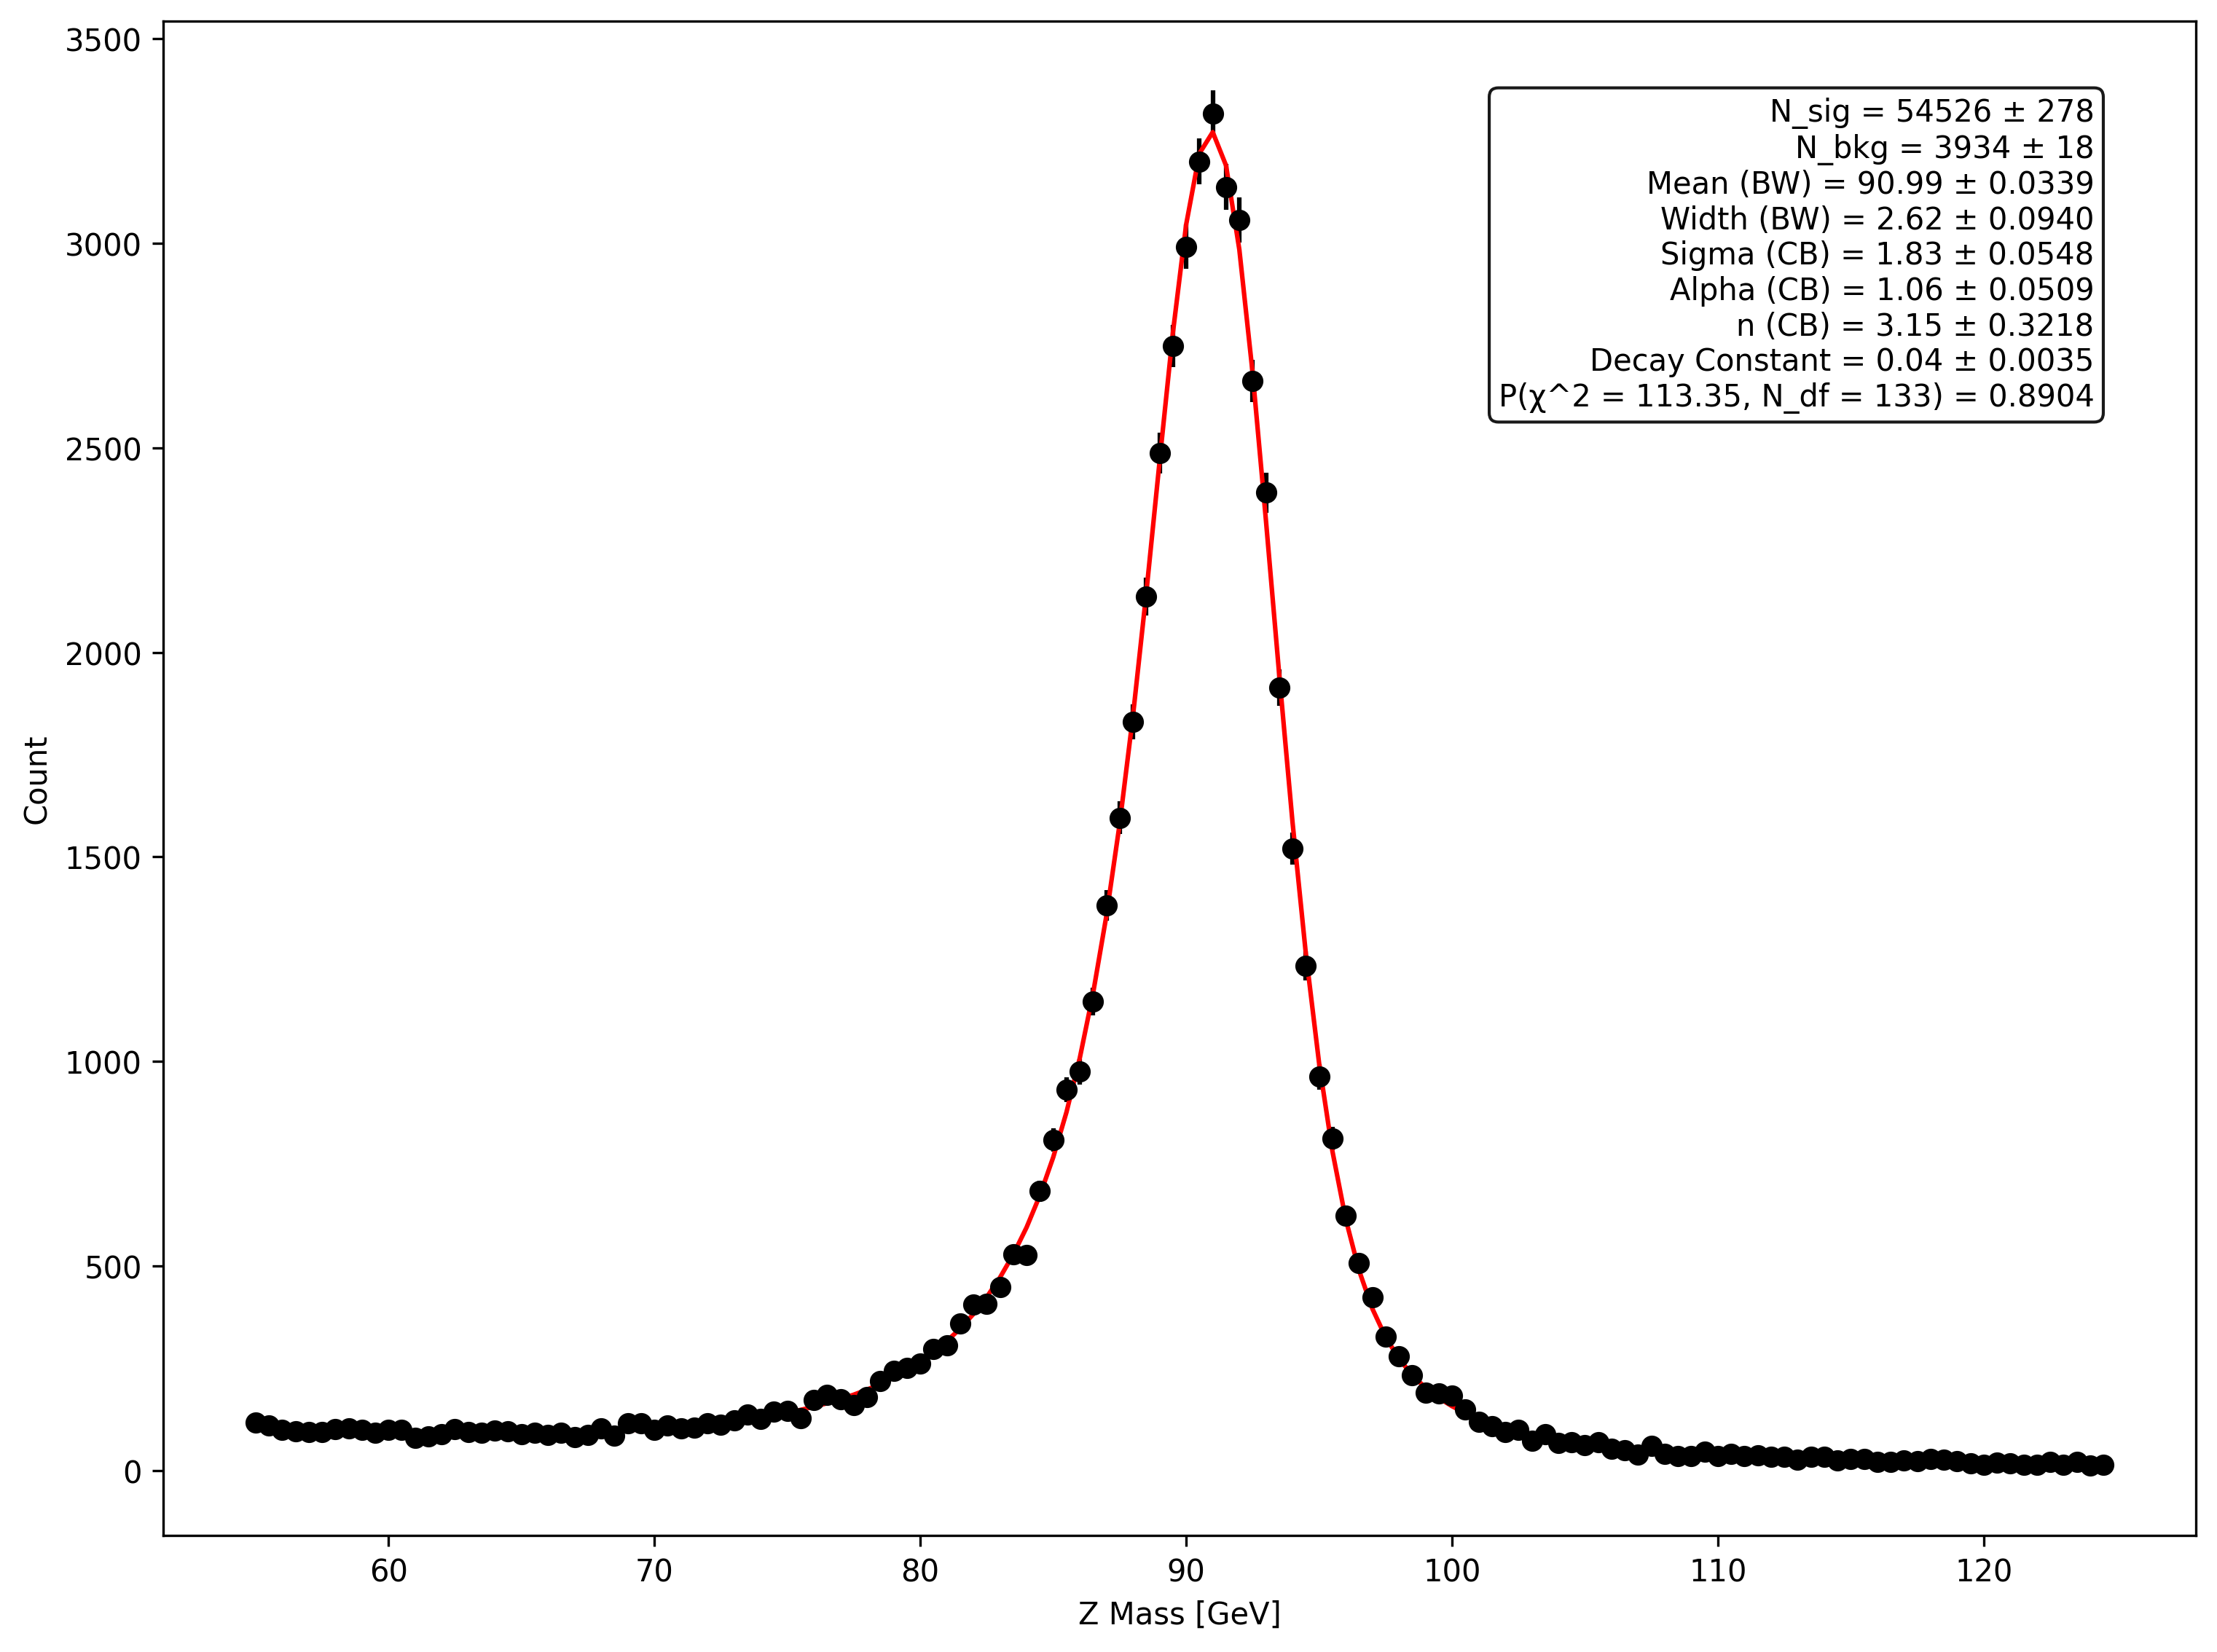 3500
3000
2500
2000
1500
1000
500
0
Count
N_sig = 54526 ± 278
N_bkg = 3934 ± 18
Mean (BW) = 90.99 ± 0.0339
Width (BW) = 2.62 ± 0.0940
Sigma (CB) = 1.83 ± 0.0548
Alpha (CB) = 1.06 ± 0.0509
n (CB) = 3.15 ± 0.3218
Decay Constant = 0.04 ± 0.0035
P(χ^2 = 113.35, N_df = 133) = 0.8904
60 70 80 90 100 110 120
Z Mass [GeV]